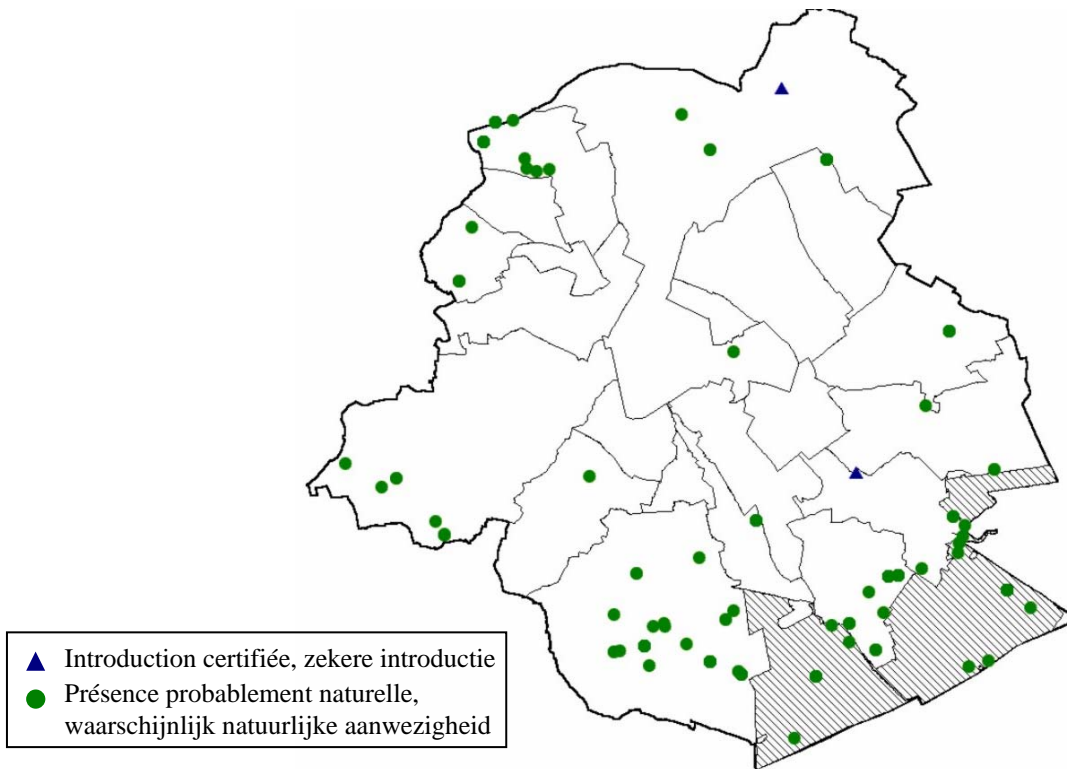 Introduction certifiée, zekere introductie
Présence probablement naturelle,
waarschijnlijk natuurlijke aanwezigheid